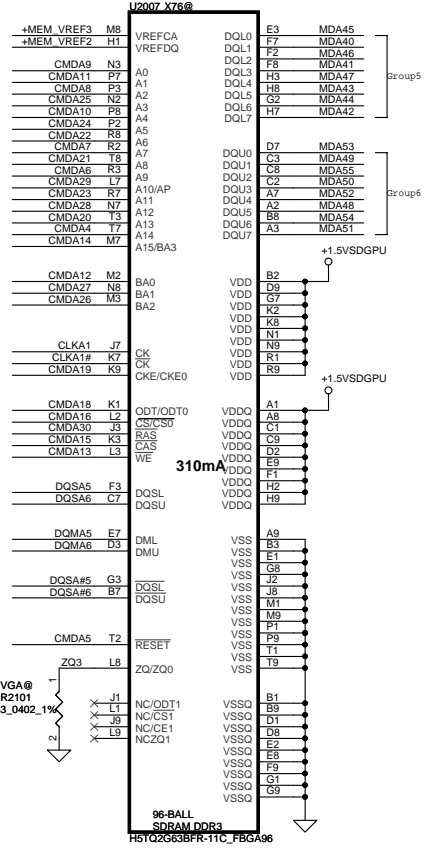 U2007 X76@
+MEM_VREF3 M8 VREFCA
+MEM_VREF2 H1 VREFDQ
CMDA9 N3 A0
CMDA11 P7 A1
CMDA8 P3 A2
CMDA25 N2 A3
CMDA10 P8 A4
CMDA24 P2 A5
CMDA22 R8 A6
CMDA7 R2 A7
CMDA21 T8 A8
CMDA6 R3 A9
CMDA29 L7 A10/AP
CMDA23 R7 A11
CMDA28 N7 A12
CMDA20 T3 A13
CMDA4 T7 A14
CMDA14 M7 A15/BA3
CMDA12 M2 BA0
CMDA27 N8 BA1
CMDA26 M3 BA2
CLKA1 J7 CK
CLKA1# K7 CK
CMDA19 K9 CKE/CKE0
CMDA18 K1 ODT/ODT0
CMDA16 L2 CS/CS0
CMDA30 J3 RAS
CMDA15 K3 CAS
CMDA13 L3 WE
310mA
DQSA5 F3 DQSL
DQSA6 C7 DQSU
DQMA5 E7 DML
DQMA6 D3 DMU
DQSA#5 G3 DQSL
DQSA#6 B7 DQSU
CMDA5 T2 RESET
ZQ3 L8 ZQ/ZQ0
1
VGA@
R2101
3_0402_1%
2
J1 NC/ODT1
L1 NC/CS1
J9 NC/CE1
L9 NCZQ1
DQL0 E3 MDA45
DQL1 F7 MDA40
DQL2 F2 MDA46
DQL3 F8 MDA41
DQL4 H3 MDA47
DQL5 H8 MDA43
DQL6 G2 MDA44
DQL7 H7 MDA42
Group5
DQU0 D7 MDA53
DQU1 C3 MDA49
DQU2 C8 MDA55
DQU3 C2 MDA50
DQU4 A7 MDA52
DQU5 A2 MDA48
DQU6 B8 MDA54
DQU7 A3 MDA51
Group6
+1.5VSDGPU
VDD B2
VDD D9
VDD G7
VDD K2
VDD K8
VDD N1
VDD N9
VDD R1
VDD R9
+1.5VSDGPU
VDDQ A1
VDDQ A8
VDDQ C1
VDDQ C9
VDDQ D2
VDDQ E9
VDDQ F1
VDDQ H2
VDDQ H9
VSS A9
VSS B3
VSS E1
VSS G8
VSS J2
VSS J8
VSS M1
VSS M9
VSS P1
VSS P9
VSS T1
VSS T9
VSSQ B1
VSSQ B9
VSSQ D1
VSSQ D8
VSSQ E2
VSSQ E8
VSSQ F9
VSSQ G1
VSSQ G9
96-BALL
SDRAM DDR3
H5TQ2G63BFR-11C_FBGA96